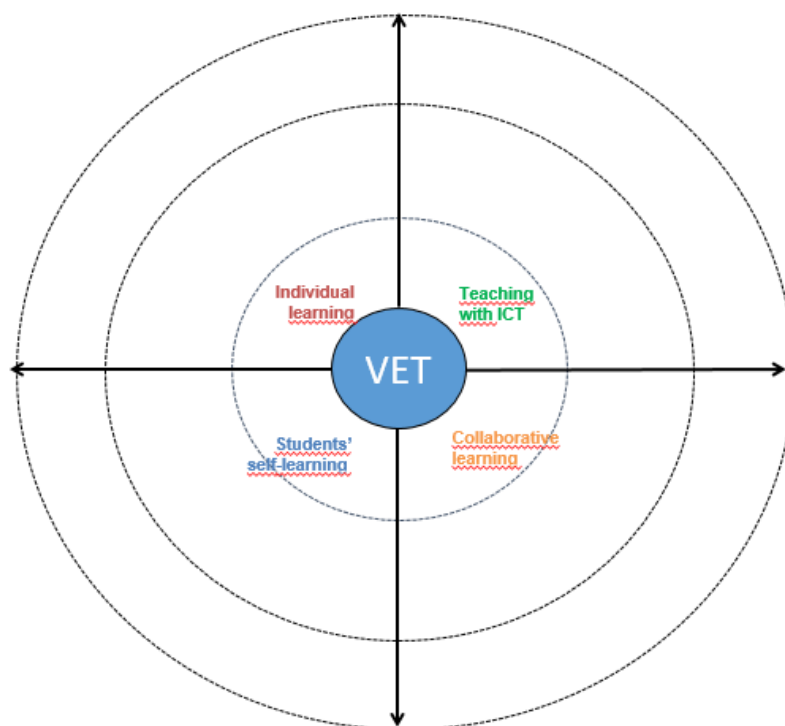 Individual
learning
Teaching
with ICT
VET
Students'
self-learning
Collaborative
learning